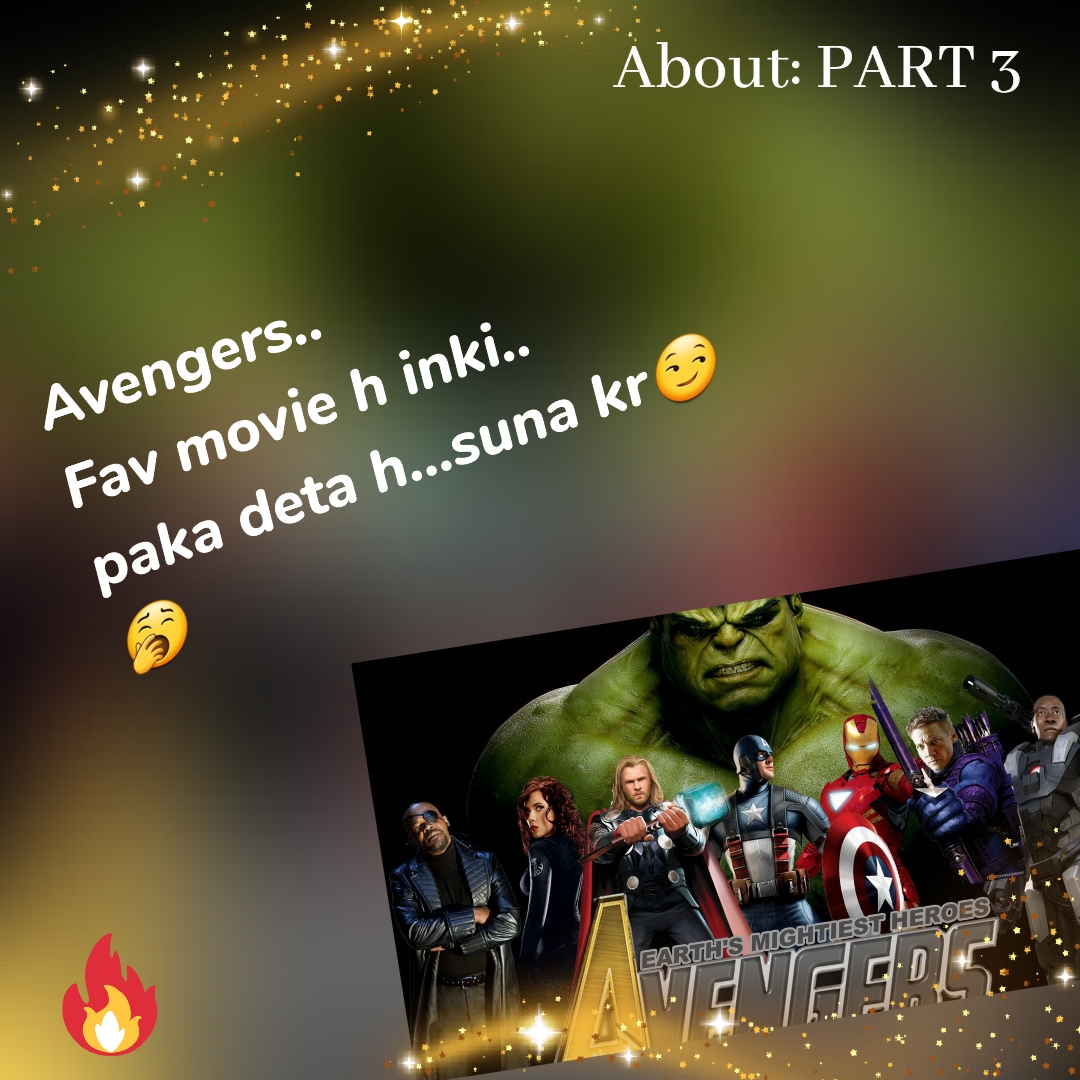 About: PART 3
Avengers..
Fav movie h inki..
paka deta h...suna kr😏
🥱
EARTH'S MIGHTIEST HEROES
AVENGERS